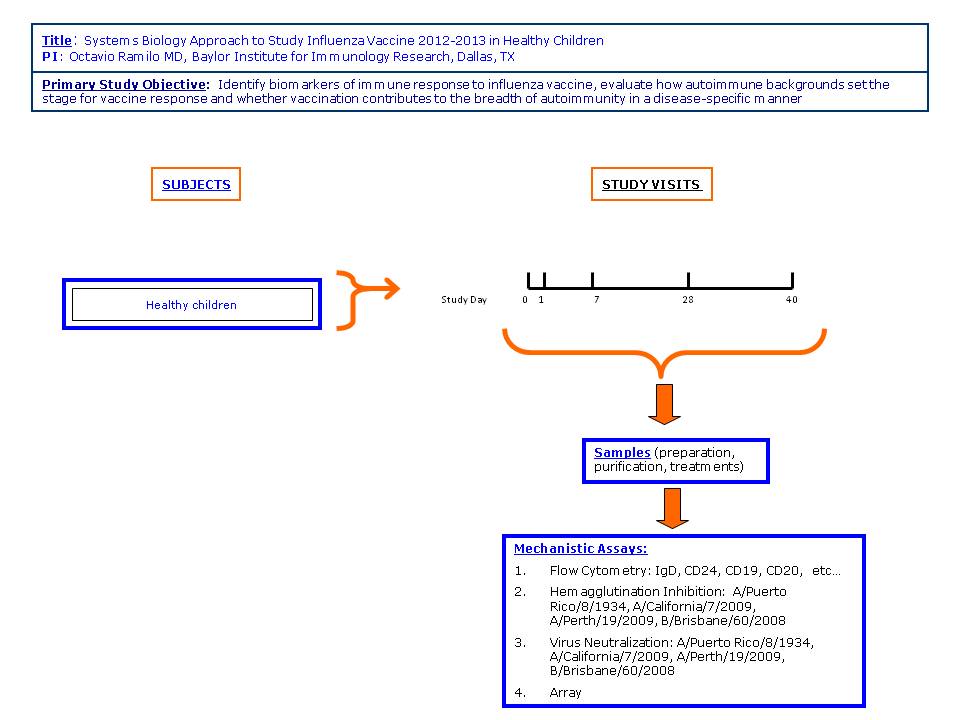 Title: Systems Biology Approach to Study Influenza Vaccine 2012-2013 in Healthy Children
PI: Octavio Ramilo MD, Baylor Institute for Immunology Research, Dallas, TX
Primary Study Objective: Identify biomarkers of immune response to influenza vaccine, evaluate how autoimmune backgrounds set the
stage for vaccine response and whether vaccination contributes to the breadth of autoimmunity in a disease-specific manner
SUBJECTS
STUDY VISITS
Healthy children
Study Day 0 1 7 28 40
Samples (preparation,
purification, treatments)
Mechanistic Assays:
1. Flow Cytometry: IgD, CD24, CD19, CD20, etc…
2. Hemagglutination Inhibition: A/Puerto
Rico/8/1934, A/California/7/2009,
A/Perth/19/2009, B/Brisbane/60/2008
3. Virus Neutralization: A/Puerto Rico/8/1934,
A/California/7/2009, A/Perth/19/2009,
B/Brisbane/60/2008
4. Array